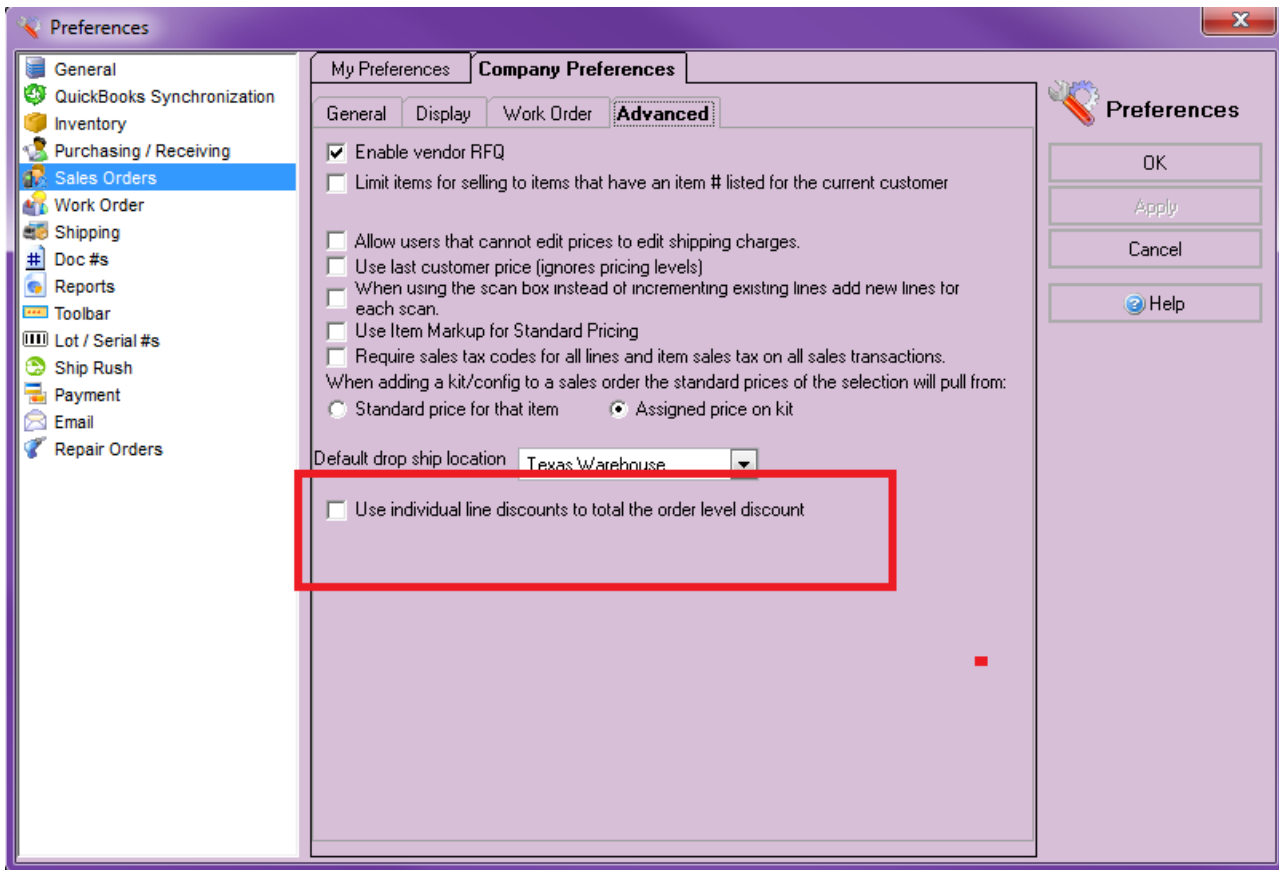 Preferences
General
QuickBooks Synchronization
Inventory
Purchasing / Receiving
Sales Orders
Work Order
Shipping
Doc #s
Reports
Toolbar
Lot / Serial #s
Ship Rush
Payment
Email
Repair Orders
My Preferences
Company Preferences
General
Display
Work Order
Advanced
Enable vendor RFQ
Limit items for selling to items that have an item # listed for the current customer
Allow users that cannot edit prices to edit shipping charges.
Use last customer price (ignores pricing levels)
When using the scan box instead of incrementing existing lines add new lines for
each scan.
Use Item Markup for Standard Pricing
Require sales tax codes for all lines and item sales tax on all sales transactions.
When adding a kit/config to a sales order the standard prices of the selection will pull from:
Standard price for that item
Assigned price on kit
Default drop ship location
Texas Warehouse
Use individual line discounts to total the order level discount
Preferences
OK
Apply
Cancel
Help